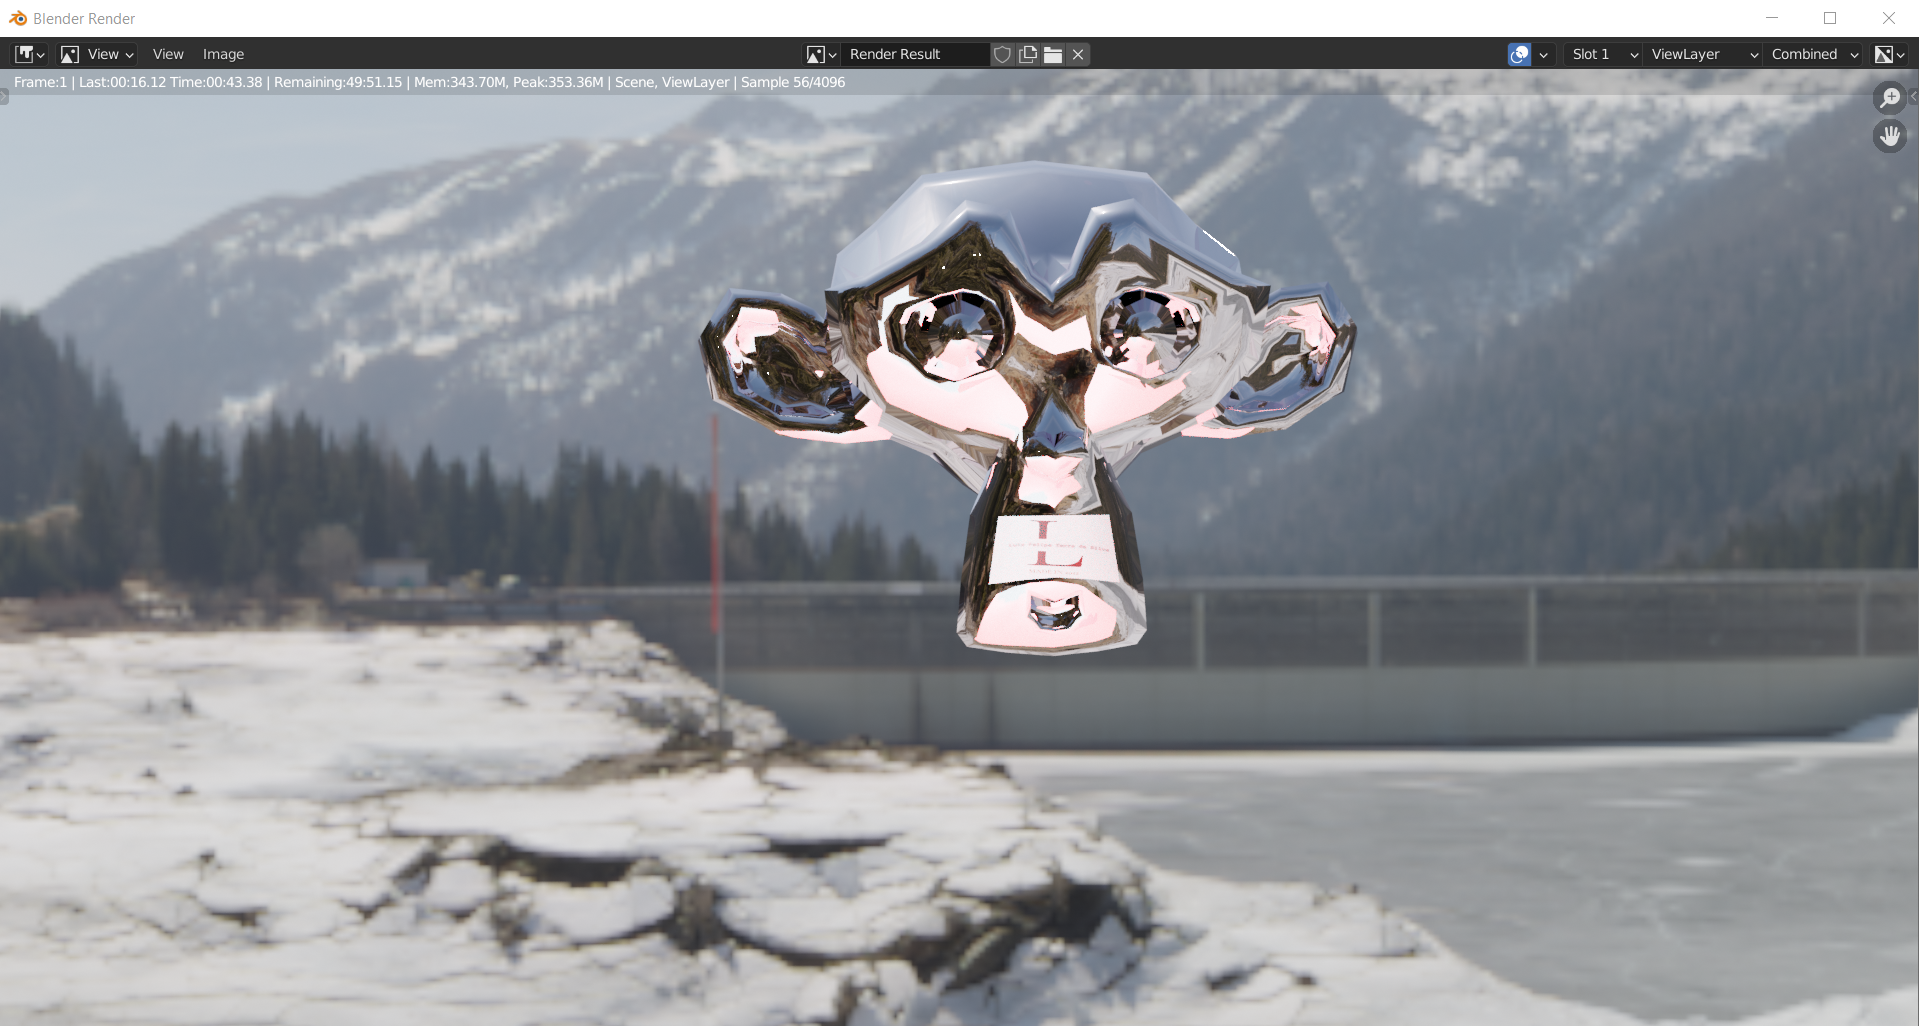 Blender Render
View View Image Render Result Slot 1 ViewLayer Combined
Frame:1 | Last:00:16.12 Time:00:43.38 | Remaining:49:51.15 | Mem:343.70M, Peak:353.36M | Scene, ViewLayer | Sample 56/4096
L